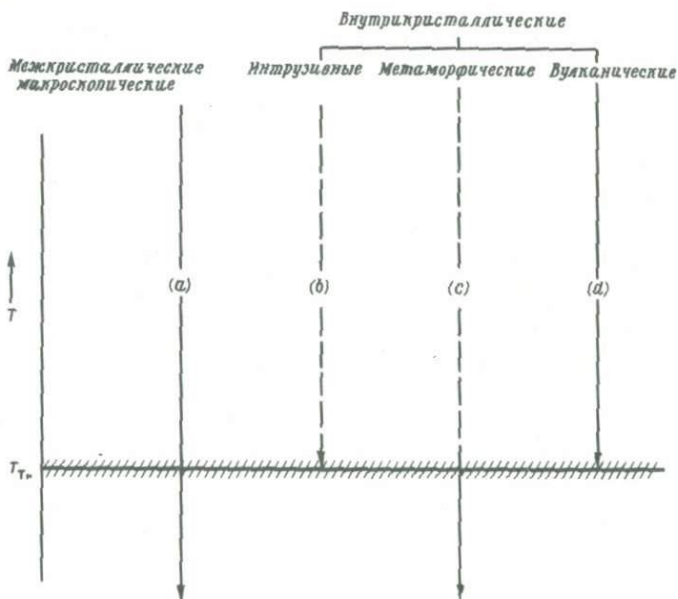 Внутрикристаллические
Межкристаллические
макроскопические
Интрузивные
Метаморфические
Вулканические
(a)
(b)
(c)
(d)
T
T_Tr